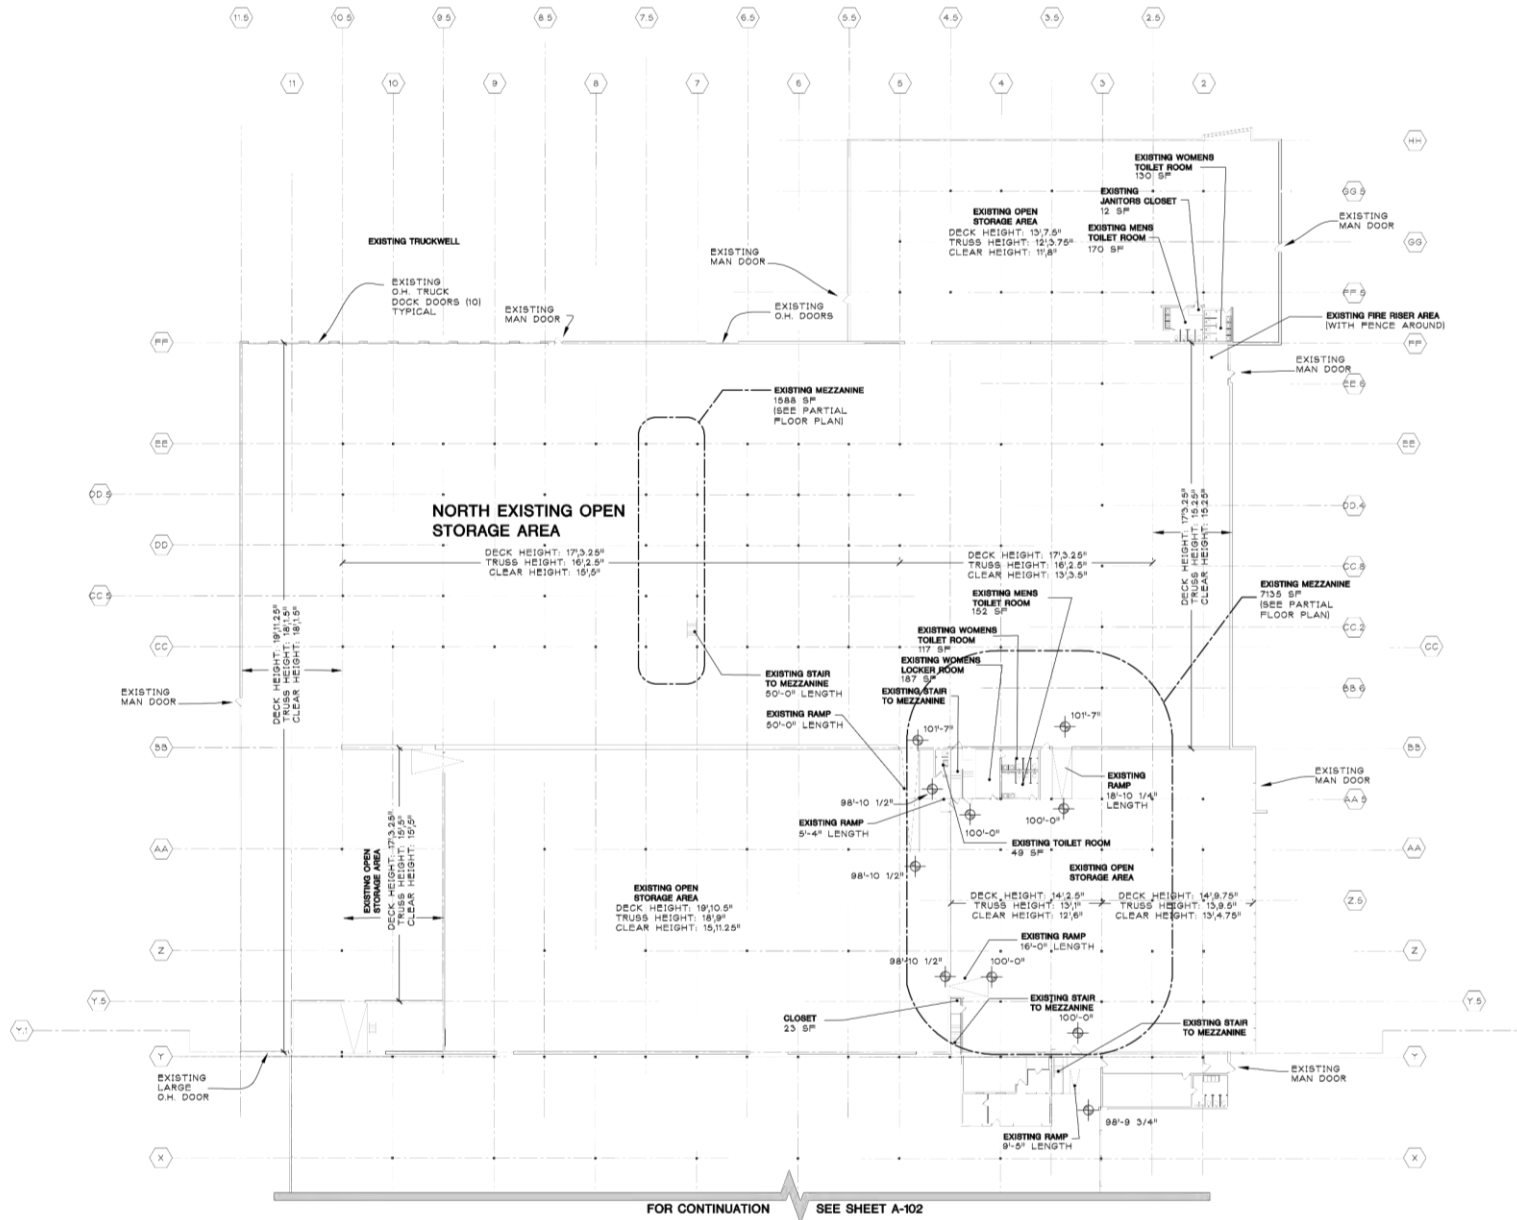 11.5
10.5
9.5
8.5
7.5
6.5
5.5
4.5
3.5
2.5
11
10
9
8
7
6
5
4
3
2
HH
EXISTING WOMENS
TOILET ROOM
130 SF
GG.5
EXISTING
JANITORS CLOSET
12 SF
EXISTING OPEN
STORAGE AREA
DECK HEIGHT: 13',7.5"
TRUSS HEIGHT: 12',3.75"
CLEAR HEIGHT: 11',8"
EXISTING MENS
TOILET ROOM
170 SF
EXISTING
MAN DOOR
GG
EXISTING TRUCKWELL
EXISTING
MAN DOOR
EXISTING
O.H. TRUCK
DOCK DOORS (10)
TYPICAL
FF.5
EXISTING
MAN DOOR
EXISTING
O.H. DOORS
EXISTING FIRE RISER AREA
(WITH FENCE AROUND)
FF
FF
EXISTING
MAN DOOR
EE.6
EXISTING MEZZANINE
1588 SF
(SEE PARTIAL
FLOOR PLAN)
EE
EE
DD.5
DD.4
NORTH EXISTING OPEN
STORAGE AREA
DECK HEIGHT: 17',3.25"
TRUSS HEIGHT: 16',2.5"
CLEAR HEIGHT: 15',5"
DECK HEIGHT: 17',3.25"
TRUSS HEIGHT: 16',2.5"
CLEAR HEIGHT: 13',3.5"
DECK HEIGHT: 17'3.25"
TRUSS HEIGHT: 15.25"
CLEAR HEIGHT: 15.25"
DD
CC.8
CC.5
EXISTING MEZZANINE
7135 SF
(SEE PARTIAL
FLOOR PLAN)
EXISTING MENS
TOILET ROOM
152 SF
CC.2
EXISTING WOMENS
TOILET ROOM
117 SF
CC
CC
EXISTING WOMENS
LOCKER ROOM
187 SF
DECK HEIGHT: 19',11.25"
TRUSS HEIGHT: 18',1.5"
CLEAR HEIGHT: 18',1.5"
EXISTING STAIR
TO MEZZANINE
50'-0" LENGTH
EXISTING STAIR
TO MEZZANINE
BB.6
EXISTING
MAN DOOR
EXISTING RAMP
50'-0" LENGTH
101'-7"
101'-7"
BB
BB
EXISTING
RAMP
18'-10 1/4"
LENGTH
EXISTING
MAN DOOR
AA.5
98'-10 1/2"
EXISTING RAMP
5'-4" LENGTH
100'-0"
100'-0"
EXISTING TOILET ROOM
49 SF
AA
AA
98'-10 1/2"
EXISTING OPEN
STORAGE AREA
DECK HEIGHT: 17',3.25"
TRUSS HEIGHT: 15',5"
CLEAR HEIGHT: 15',5"
EXISTING OPEN
STORAGE AREA
DECK HEIGHT: 19',10.5"
TRUSS HEIGHT: 18',9"
CLEAR HEIGHT: 15,11.25"
EXISTING OPEN
STORAGE AREA
DECK HEIGHT: 14',2.5"
TRUSS HEIGHT: 13',1"
CLEAR HEIGHT: 12',6"
DECK HEIGHT: 14',9.75"
TRUSS HEIGHT: 13,9.5"
CLEAR HEIGHT: 13',4.75"
Z.5
EXISTING RAMP
16'-0" LENGTH
Z
Z
98'-10 1/2"
100'-0"
Y.5
Y.5
EXISTING STAIR
TO MEZZANINE
100'-0"
CLOSET
23 SF
EXISTING STAIR
TO MEZZANINE
Y
Y
EXISTING
LARGE
O.H. DOOR
EXISTING
MAN DOOR
98'-9 3/4"
EXISTING RAMP
9'-5" LENGTH
X
X
FOR CONTINUATION SEE SHEET A-102